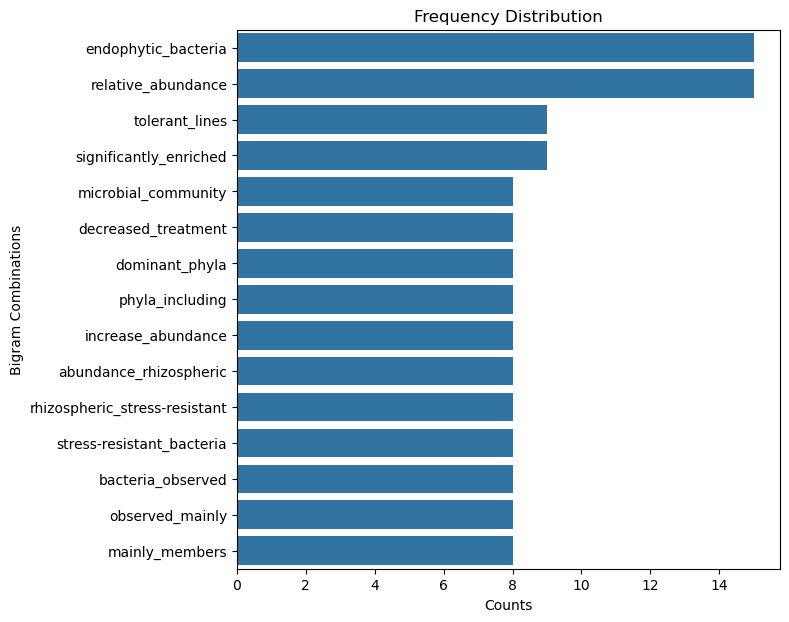 Frequency Distribution
endophytic_bacteria
relative_abundance
tolerant_lines
significantly_enriched
microbial_community
decreased_treatment
dominant_phyla
phyla_including
increase_abundance
abundance_rhizospheric
rhizospheric_stress-resistant
stress-resistant_bacteria
bacteria_observed
observed_mainly
mainly_members
Bigram Combinations
0 2 4 6 8 10 12 14
Counts